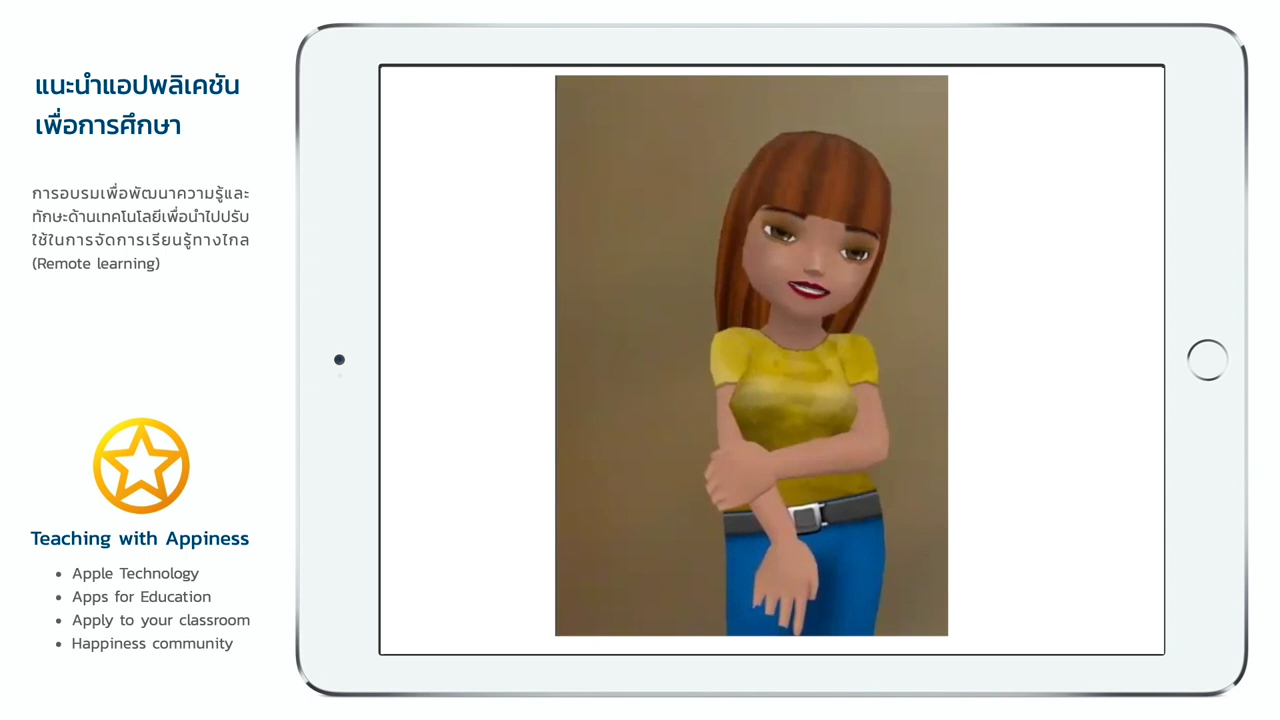 แนะนำแอปพลิเคชัน
เพื่อการศึกษา
การอบรมเพื่อพัฒนาความรู้และ
ทักษะด้านเทคโนโลยีเพื่อนำไปปรับ
ใช้ในการจัดการเรียนรู้ทางไกล
(Remote learning)
Teaching with Appiness
• Apple Technology
• Apps for Education
• Apply to your classroom
• Happiness community